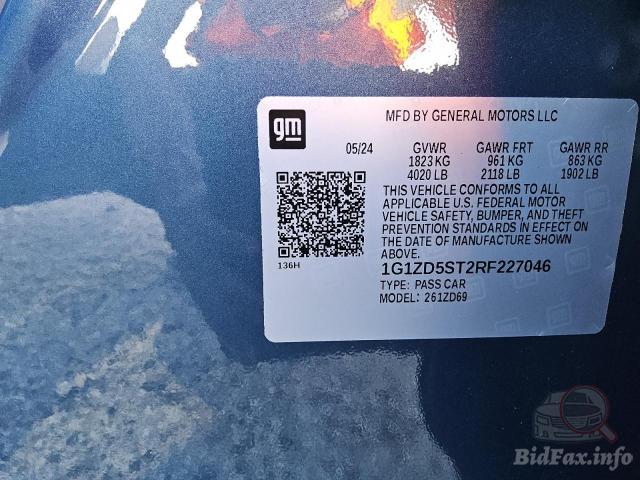 gm
MFD BY GENERAL MOTORS LLC
05/24 GVWR GAWR FRT GAWR RR
1823 KG 961 KG 863 KG
4020 LB 2118 LB 1902 LB
THIS VEHICLE CONFORMS TO ALL
APPLICABLE U.S. FEDERAL MOTOR
VEHICLE SAFETY, BUMPER, AND THEFT
PREVENTION STANDARDS IN EFFECT ON
THE DATE OF MANUFACTURE SHOWN
ABOVE.
136H
1G1ZD5ST2RF227046
TYPE: PASS CAR
MODEL: 261ZD69
BidFax.info